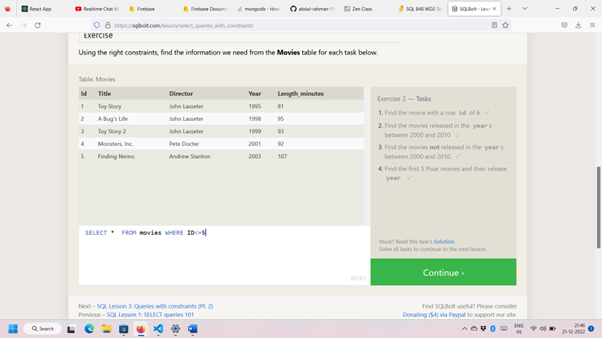 React App
Realtime Chat W
Firebase
Firebase Docume
mongodb - How
abdul-rahman
Zen Class
SQL B40 WD2 Ta
SQLBolt - Les
https://sqlbolt.com/lesson/select_queries_with_constraints
Exercise
Using the right constraints, find the information we need from the Movies table for each task below.
Table: Movies
Id Title Director Year Length_minutes
1 Toy Story John Lasseter 1995 81
2 A Bug's Life John Lasseter 1998 95
3 Toy Story 2 John Lasseter 1999 93
4 Monsters, Inc. Pete Docter 2001 92
5 Finding Nemo Andrew Stanton 2003 107
SELECT * FROM movies WHERE ID<=5
RESET
Exercise 2 — Tasks
1. Find the movie with a row id of 6 ✓
2. Find the movies released in the year s
between 2000 and 2010 ✓
3. Find the movies not released in the year s
between 2000 and 2010 ✓
4. Find the first 5 Pixar movies and their release
year ✓
Stuck? Read this task's Solution.
Solve all tasks to continue to the next lesson.
Continue ›
Next – SQL Lesson 3: Queries with constraints (Pt. 2)
Previous – SQL Lesson 1: SELECT queries 101
Find SQLBolt useful? Please consider
Donating ($4) via Paypal to support our site.
Search
ENG
IN
21:46
21-12-2022